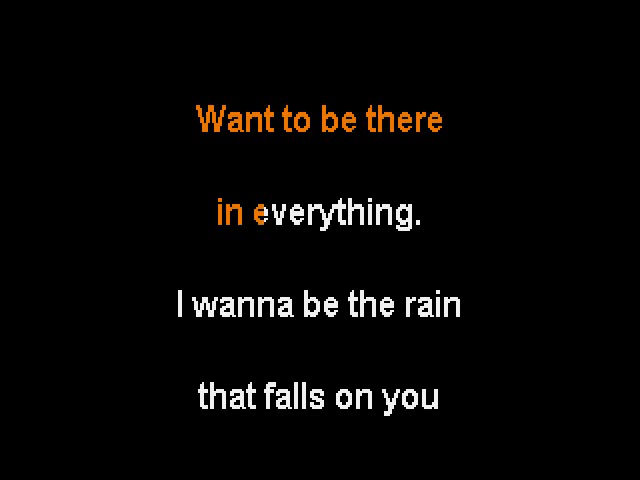 Want to be there
in everything.
I wanna be the rain
that falls on you